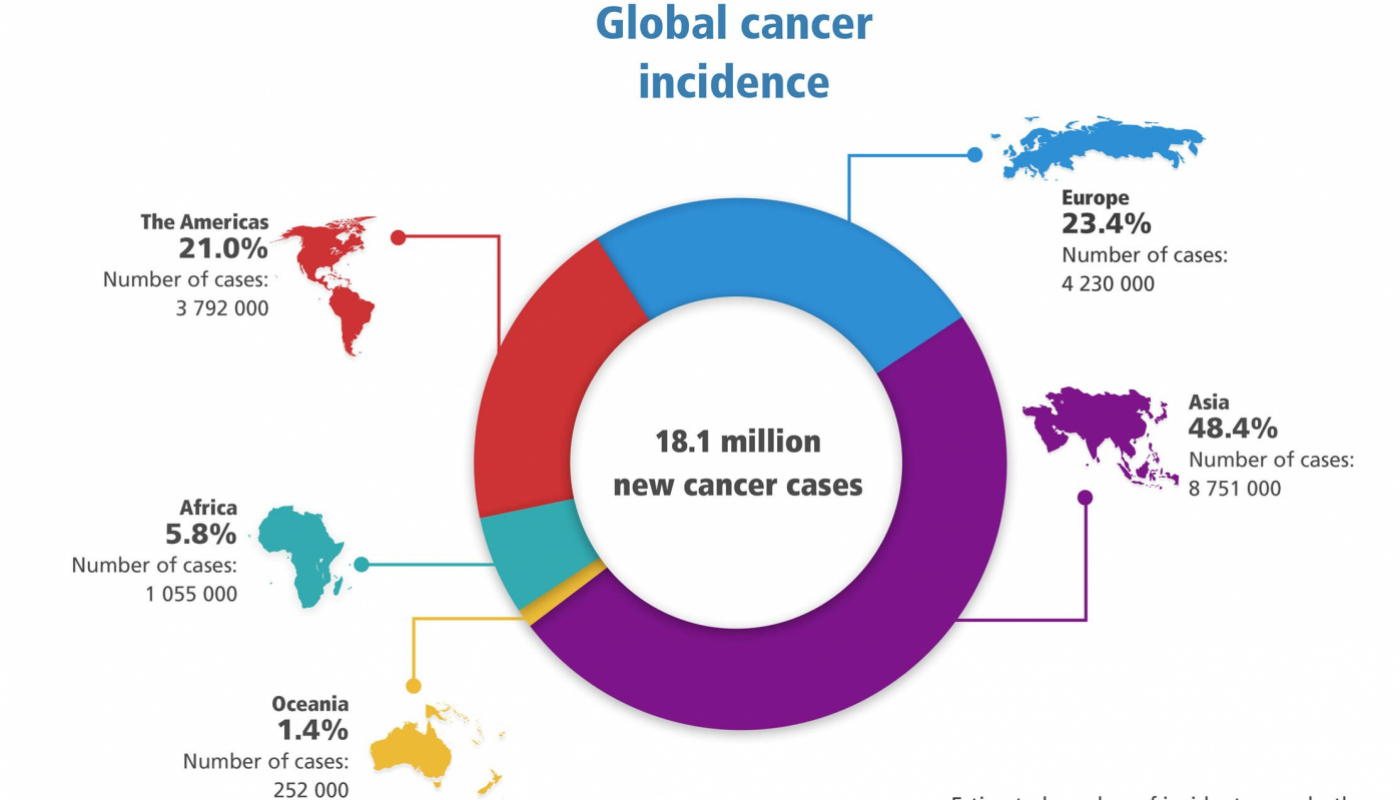 Global cancer
incidence
Europe
23.4%
Number of cases:
4 230 000
The Americas
21.0%
Number of cases:
3 792 000
Asia
48.4%
Number of cases:
8 751 000
18.1 million
new cancer cases
Africa
5.8%
Number of cases:
1 055 000
Oceania
1.4%
Number of cases:
252 000